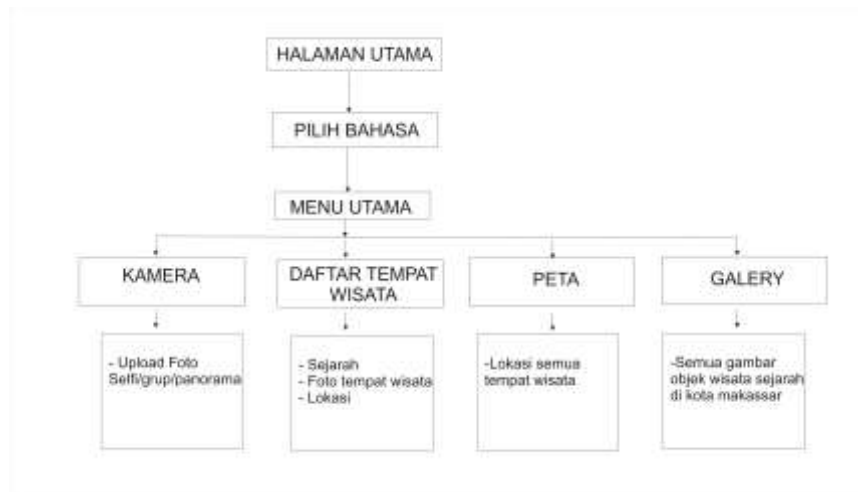 HALAMAN UTAMA
PILIH BAHASA
MENU UTAMA
KAMERA
DAFTAR TEMPAT
WISATA
PETA
GALERY
- Upload Foto
Selfi/grup/panorama
- Sejarah
- Foto tempat wisata
- Lokasi
-Lokasi semua
tempat wisata
-Semua gambar
objek wisata sejarah
di kota makassar